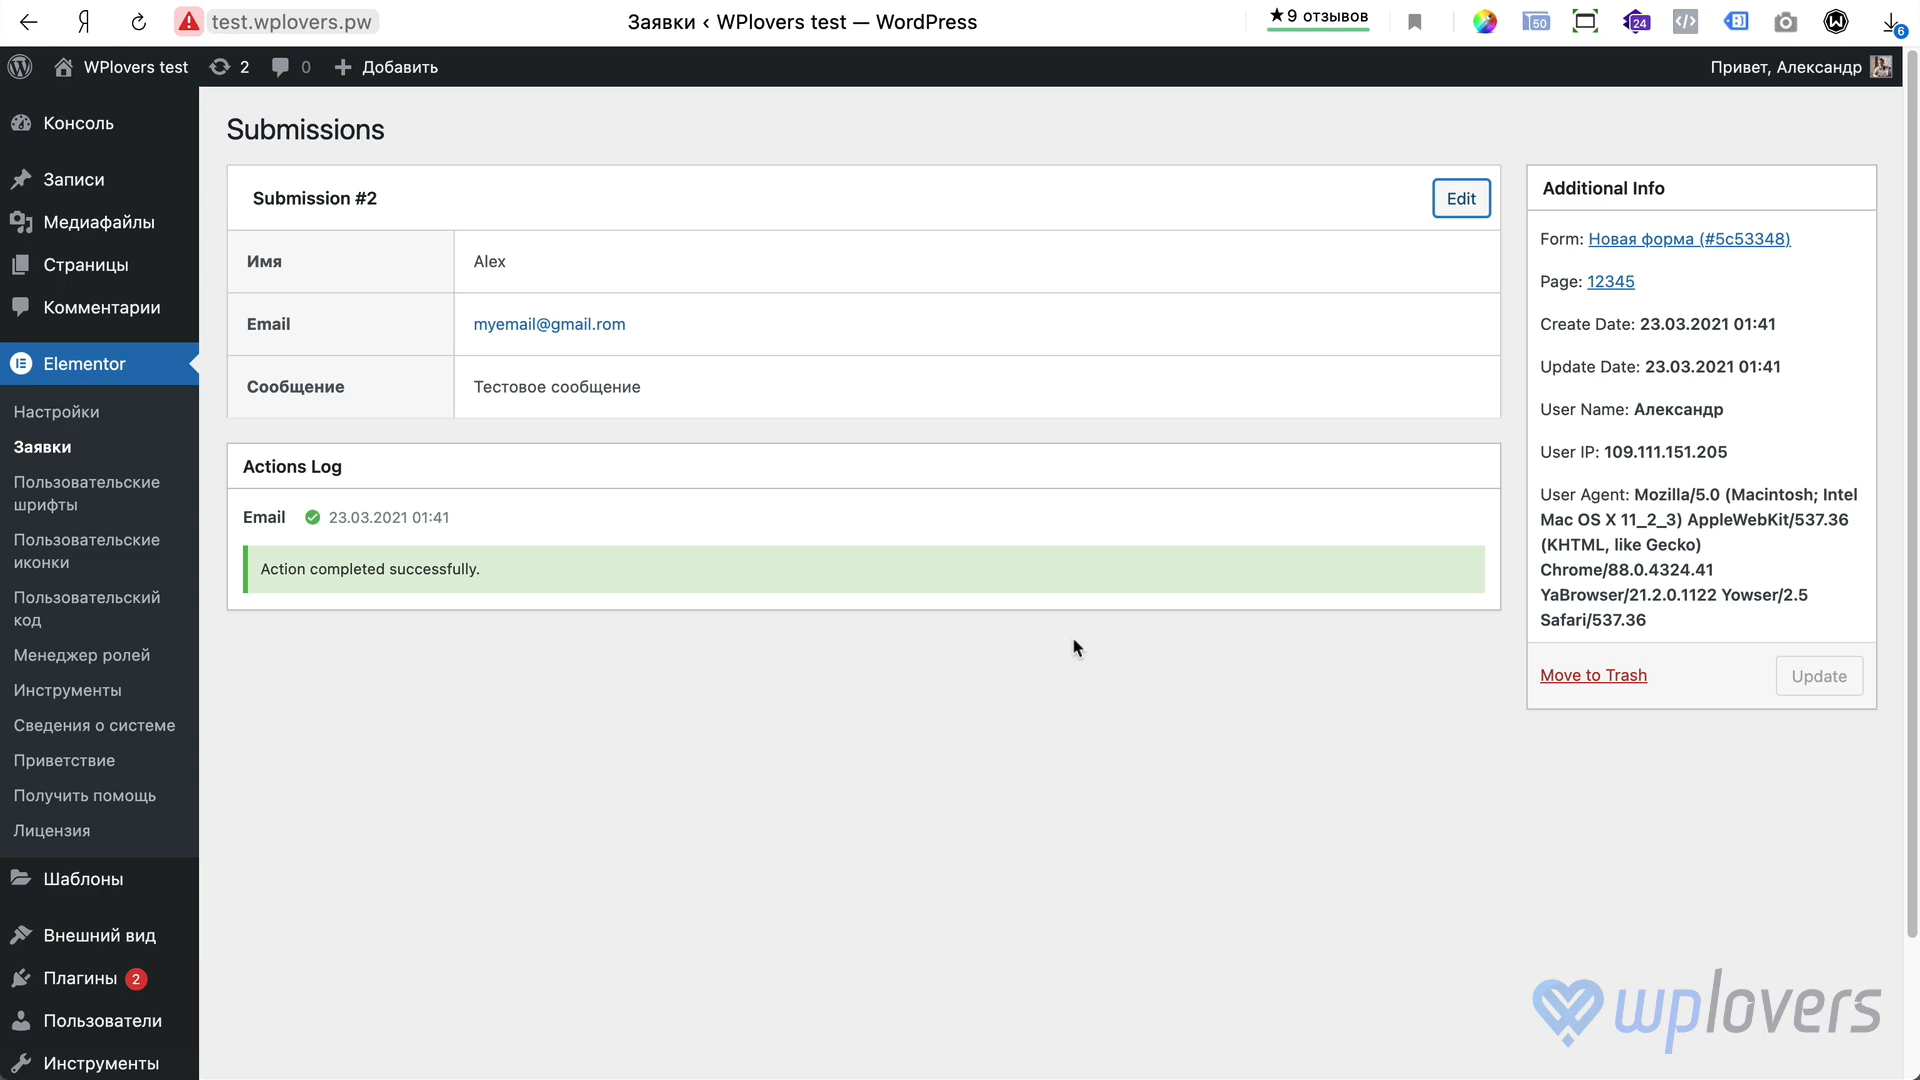 Я
test.wplovers.pw
Заявки ‹ WPlovers test — WordPress
★9 отзывов
50
24
6
WPlovers test
2
0
Добавить
Привет, Александр
Консоль
Записи
Медиафайлы
Страницы
Комментарии
Elementor
Настройки
Заявки
Пользовательские
шрифты
Пользовательские
иконки
Пользовательский
код
Менеджер ролей
Инструменты
Сведения о системе
Приветствие
Получить помощь
Лицензия
Шаблоны
Внешний вид
Плагины 2
Пользователи
Инструменты
Submissions
Submission #2
Edit
Имя
Alex
Email
myemail@gmail.rom
Сообщение
Тестовое сообщение
Actions Log
Email 23.03.2021 01:41
Action completed successfully.
Additional Info
Form: Новая форма (#5c53348)
Page: 12345
Create Date: 23.03.2021 01:41
Update Date: 23.03.2021 01:41
User Name: Александр
User IP: 109.111.151.205
User Agent: Mozilla/5.0 (Macintosh; Intel
Mac OS X 11_2_3) AppleWebKit/537.36
(KHTML, like Gecko)
Chrome/88.0.4324.41
YaBrowser/21.2.0.1122 Yowser/2.5
Safari/537.36
Move to Trash
Update
wplovers